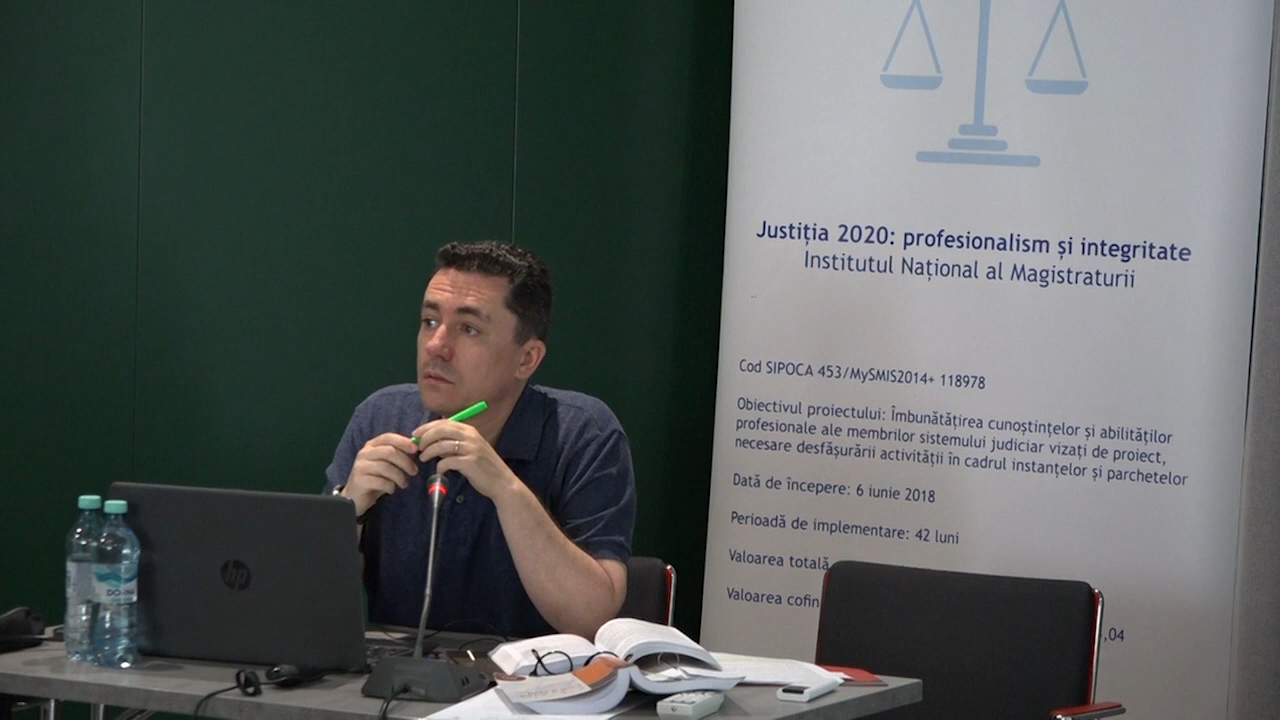 Justiția 2020: profesionalism și integritate
Institutul Național al Magistraturii
Cod SIPOCA 453/MySMIS2014+ 118978
Obiectivul proiectului: Îmbunătățirea cunoștințelor și abilităților
profesionale ale membrilor sistemului judiciar vizați de proiect,
necesare desfășurării activității în cadrul instanțelor și parchetelor
Dată de începere: 6 iunie 2018
Perioadă de implementare: 42 luni
Valoarea totală
Valoarea cofin
,04
hp